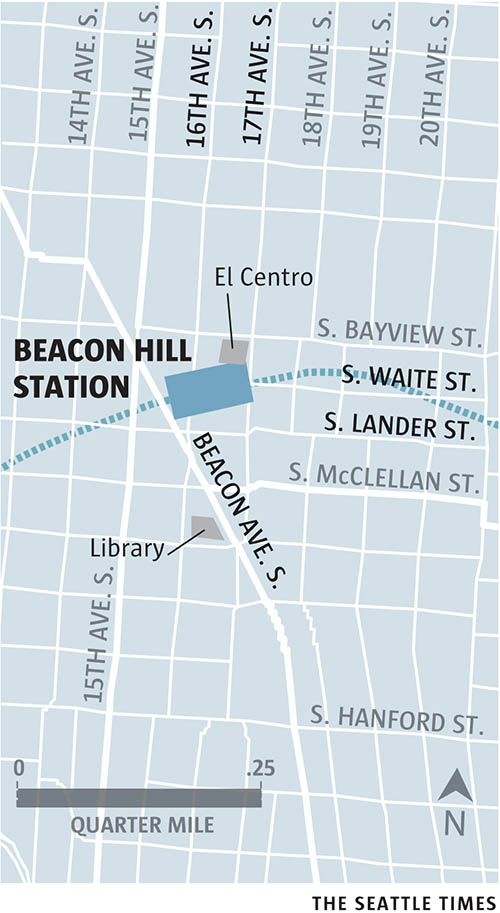 14TH AVE. S.
15TH AVE. S.
16TH AVE. S.
17TH AVE. S.
18TH AVE. S.
19TH AVE. S.
20TH AVE. S.
El Centro
S. BAYVIEW ST.
BEACON HILL
STATION
S. WAITE ST.
S. LANDER ST.
BEACON AVE. S.
S. McCLELLAN ST.
Library
15TH AVE. S.
S. HANFORD ST.
0 .25
QUARTER MILE
N
THE SEATTLE TIMES